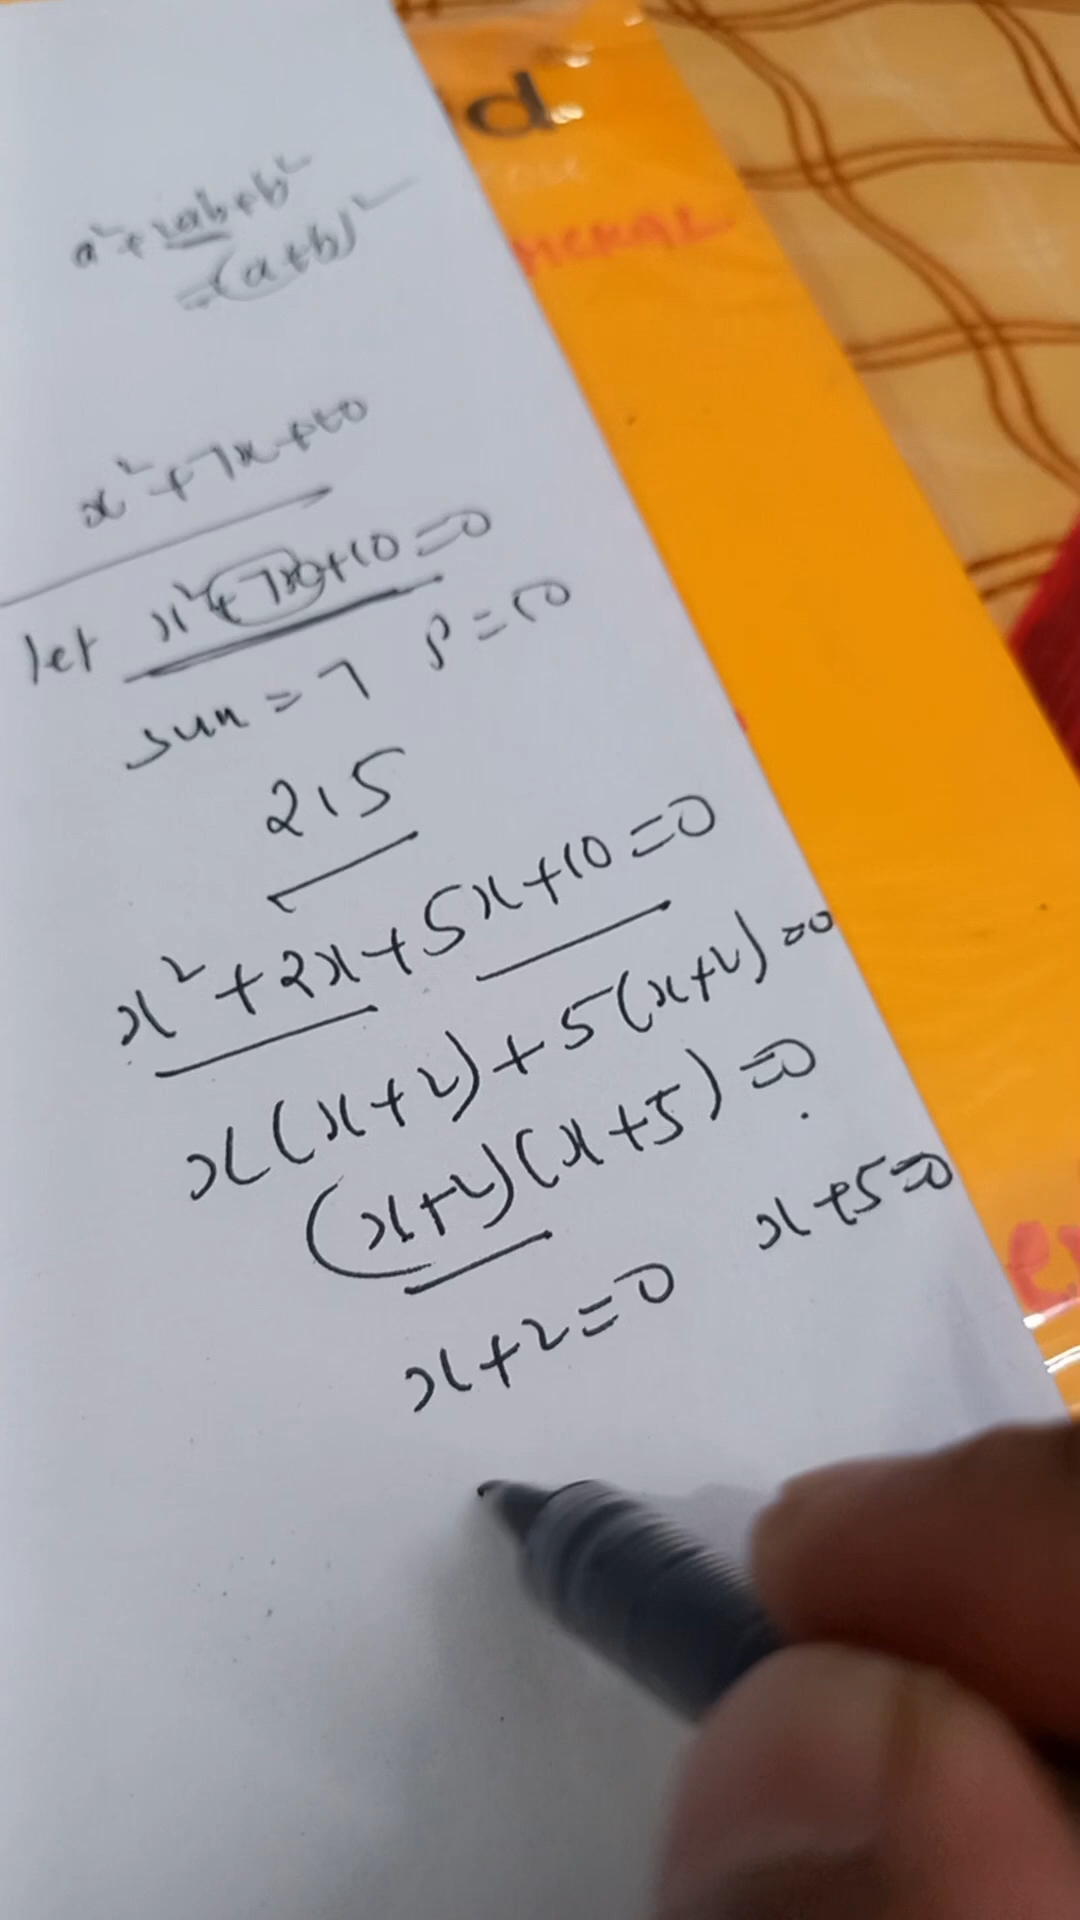 d
a²+2ab+b²
=(a+b)²
x²+7x+10
let x²+7x+10=0
sum=7 P=10
2,5
x²+2x+5x+10=0
x(x+2)+5(x+2)=0
(x+2)(x+5)=0
x+2=0 x+5=0